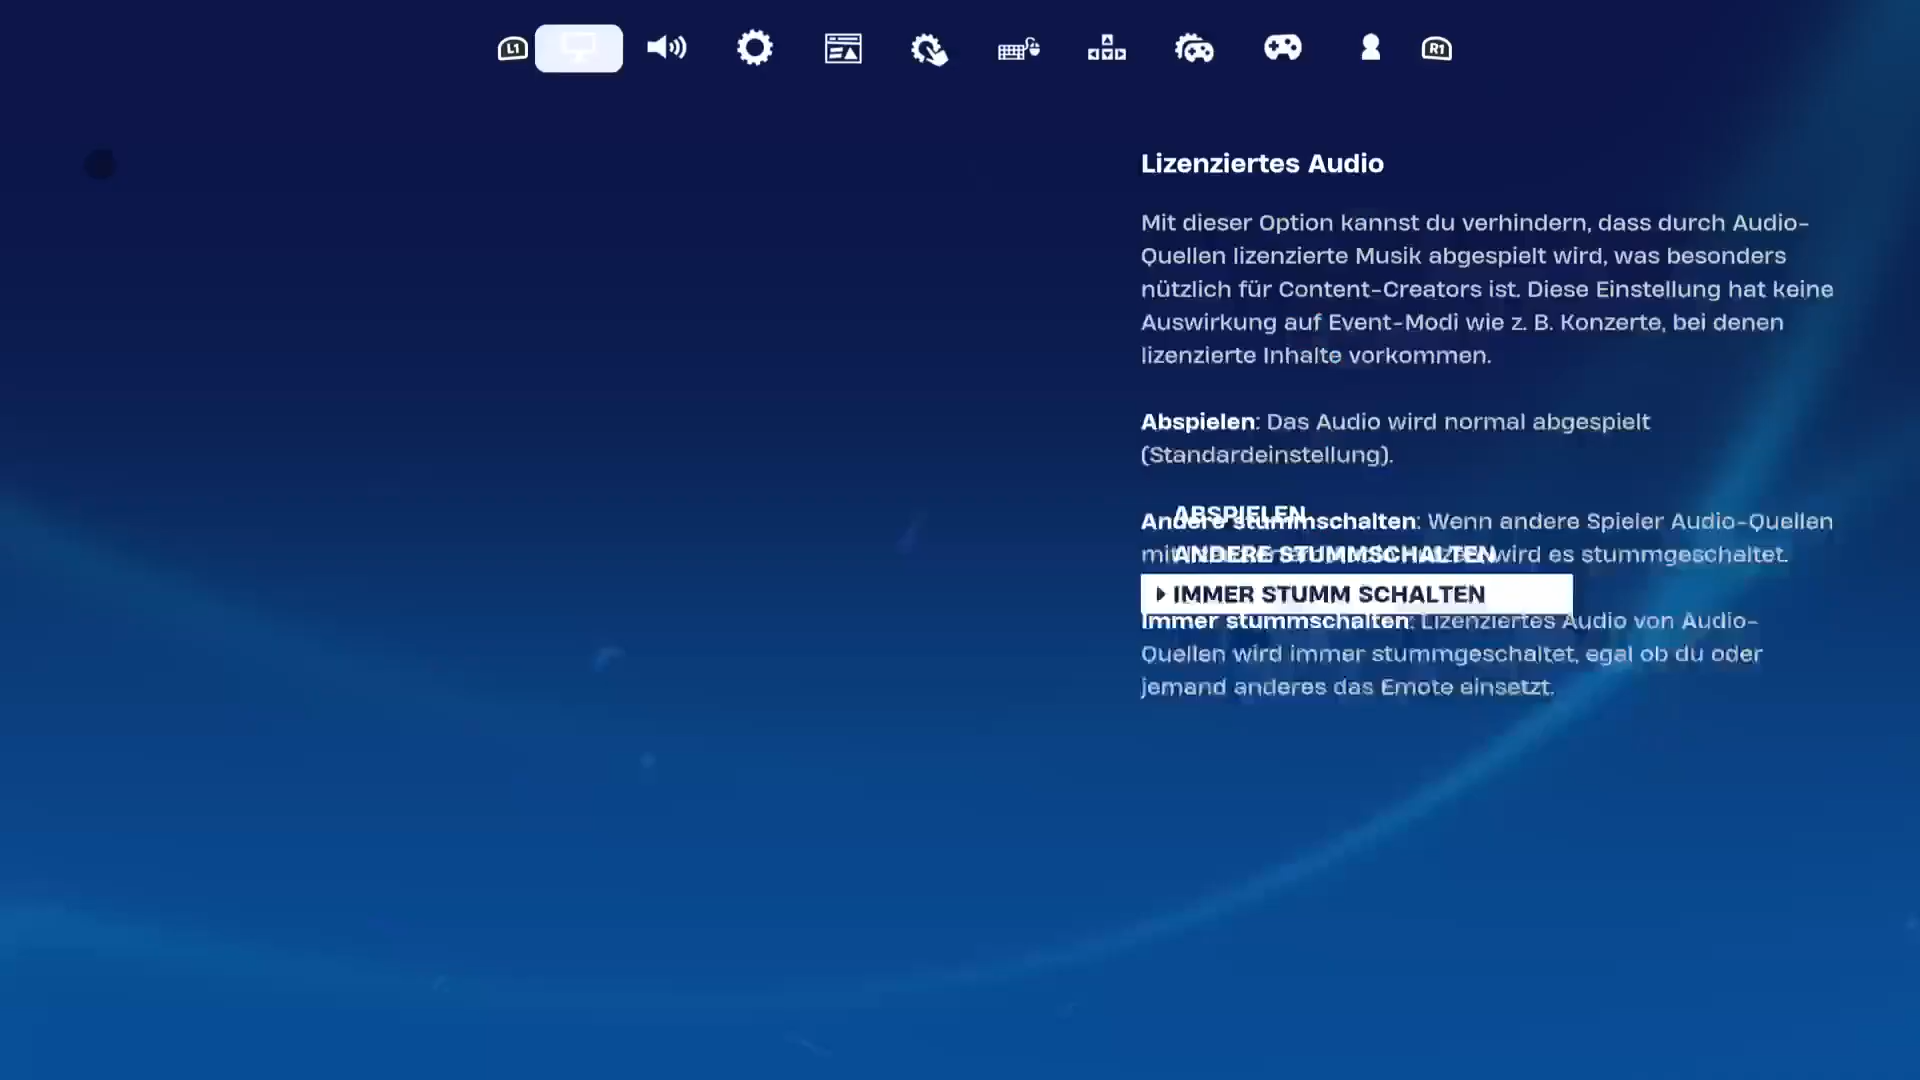 L1
R1
Lizenziertes Audio
Mit dieser Option kannst du verhindern, dass durch Audio-
Quellen lizenzierte Musik abgespielt wird, was besonders
nützlich für Content-Creators ist. Diese Einstellung hat keine
Auswirkung auf Event-Modi wie z. B. Konzerte, bei denen
lizenzierte Inhalte vorkommen.
Abspielen: Das Audio wird normal abgespielt
(Standardeinstellung).
ABSPIELEN
Andere stummschalten: Wenn andere Spieler Audio-Quellen
wird es stummgeschaltet.
ANDERE STUMMSCHALTEN
IMMER STUMM SCHALTEN
Immer stummschalten: Lizenziertes Audio von Audio-
Quellen wird immer stummgeschaltet, egal ob du oder
jemand anderes das Emote einsetzt.